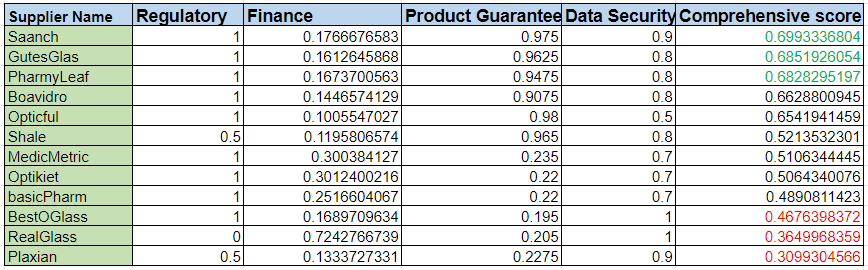 Supplier Name Regulatory Finance Product Guarantee Data Security Comprehensive score
Saanch 1 0.1766676583 0.975 0.9 0.6993336804
GutesGlas 1 0.1612645868 0.9625 0.8 0.6851926054
PharmyLeaf 1 0.1673700563 0.9475 0.8 0.6828295197
Boavidro 1 0.1446574129 0.9075 0.8 0.6628800945
Opticful 1 0.1005547027 0.98 0.5 0.6541941459
Shale 0.5 0.1195806574 0.965 0.8 0.5213532301
MedicMetric 1 0.300384127 0.235 0.7 0.5106344445
Optikiet 1 0.3012400216 0.22 0.7 0.5064340076
basicPharm 1 0.2516604067 0.22 0.7 0.4890811423
BestOGlass 1 0.1689709634 0.195 1 0.4676398372
RealGlass 0 0.7242766739 0.205 1 0.3649968359
Plaxian 0.5 0.1333727331 0.2275 0.9 0.3099304566